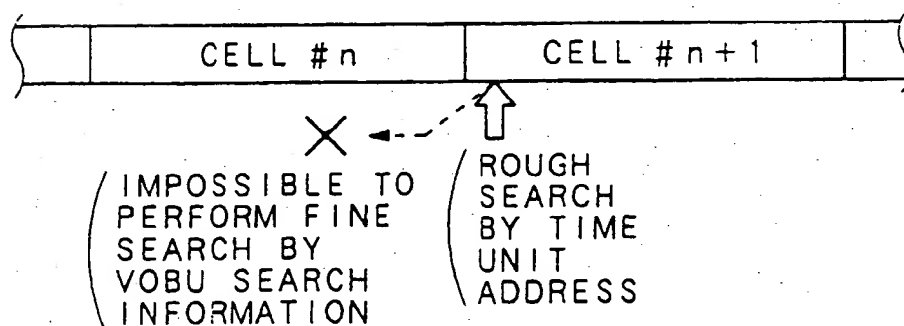 CELL #n
CELL #n+1
IMPOSSIBLE TO
PERFORM FINE
SEARCH BY
VOBU SEARCH
INFORMATION
ROUGH
SEARCH
BY TIME
UNIT
ADDRESS